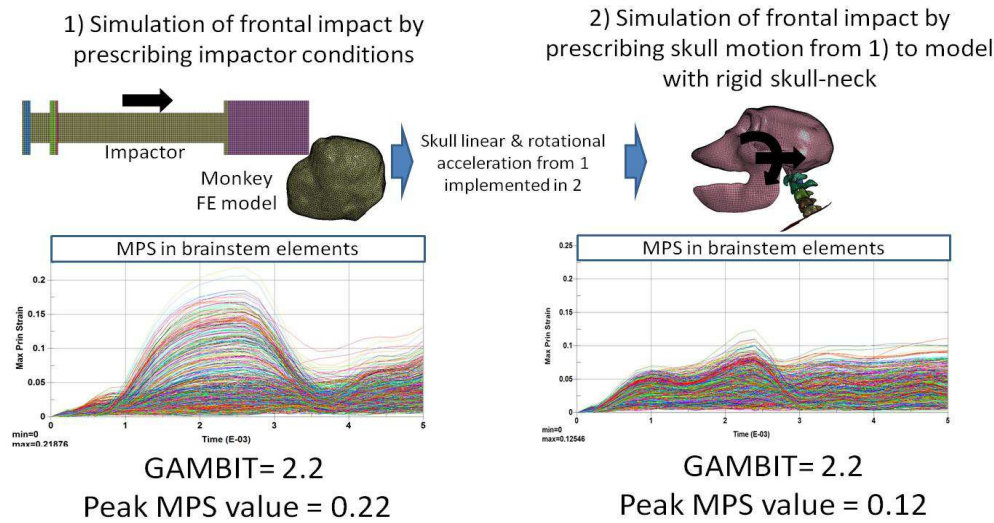 1) Simulation of frontal impact by
prescribing impactor conditions
Impactor
Monkey
FE model
Skull linear & rotational
acceleration from 1
implemented in 2
2) Simulation of frontal impact by
prescribing skull motion from 1) to model
with rigid skull-neck
MPS in brainstem elements
Max Prin Strain
0.2
0.15
0.1
0.05
0
0 1 2 3 4 5
Time (E-03)
min=0
max=0.21876
GAMBIT= 2.2
Peak MPS value = 0.22
MPS in brainstem elements
Max Prin Strain
0.25
0.2
0.15
0.1
0.05
0
0 1 2 3 4 5
Time (E-03)
min=0
max=0.12546
GAMBIT= 2.2
Peak MPS value = 0.12